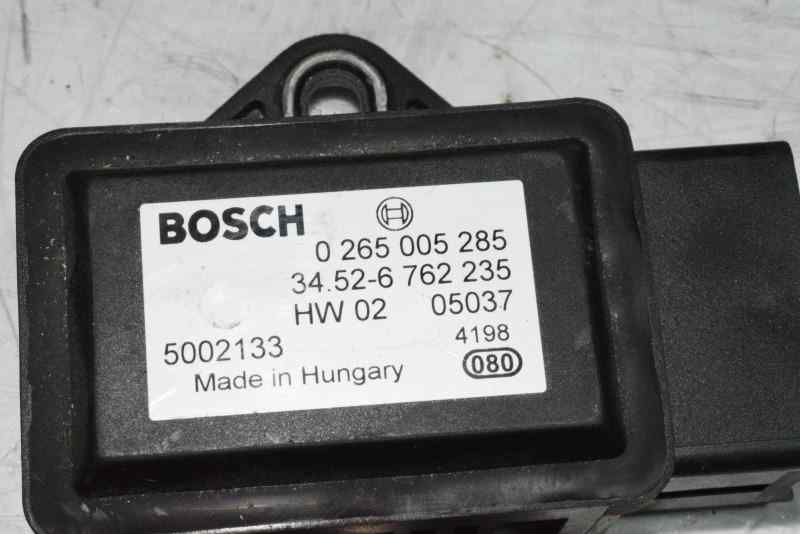 BOSCH
0 265 005 285
34.52-6 762 235
HW 02 05037
5002133 4198
Made in Hungary 080